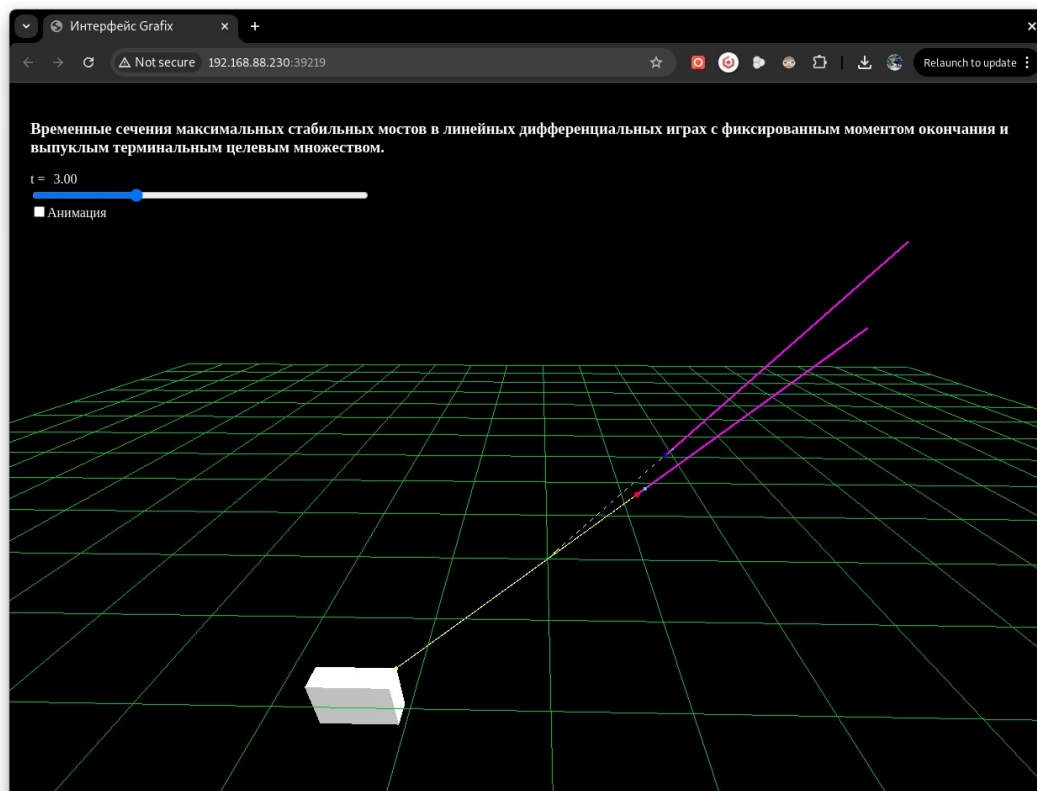 Интерфейс Grafix
Not secure 192.168.88.230:39219
Relaunch to update
Временные сечения максимальных стабильных мостов в линейных дифференциальных играх с фиксированным моментом окончания и
выпуклым терминальным целевым множеством.
t = 3.00
Анимация